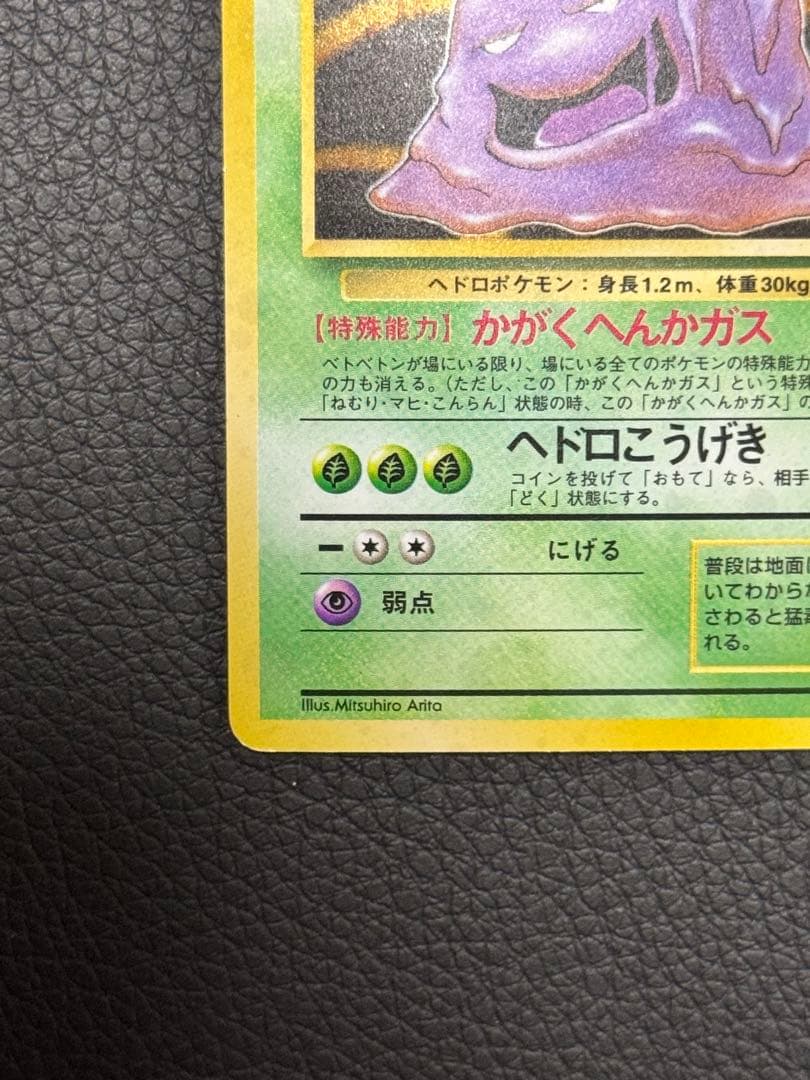 ヘドロポケモン：身長1.2m、体重30kg
【特殊能力】かがくへんかガス
ベトベトンが場にいる限り、場にいる全てのポケモンの特殊能力
の力も消える。（ただし、この「かがくへんかガス」という特殊
「ねむり・マヒ・こんらん」状態の時、この「かがくへんかガス」の
ヘドロこうげき
コインを投げて「おもて」なら、相手
「どく」状態にする。
ー にげる
普段は地面
いてわからな
さわると猛毒
れる。
弱点
Illus.Mitsuhiro Arita